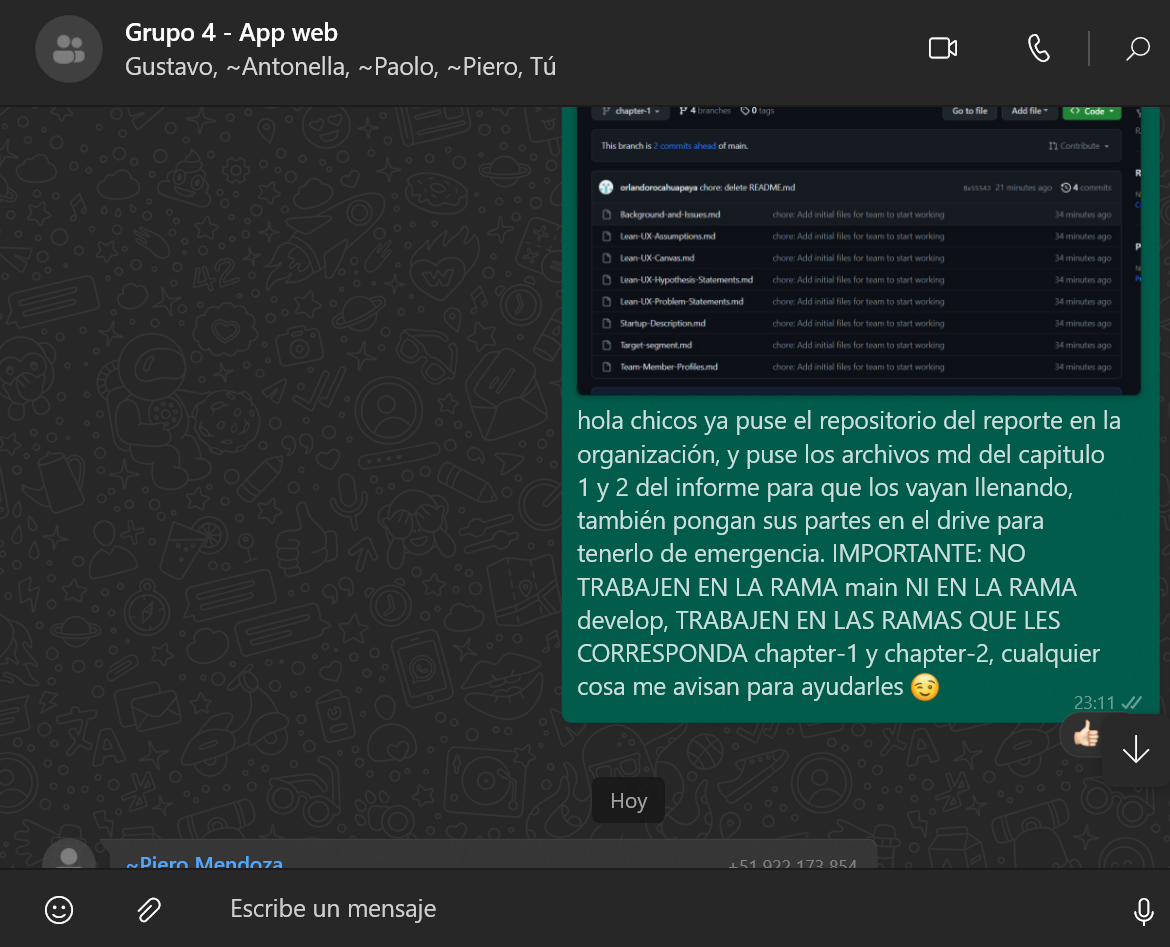 Grupo 4 - App web
Gustavo, ~Antonella, ~Paolo, ~Piero, Tú
chapter-1 4 branches 0 tags Go to file Add file Code
This branch is 2 commits ahead of main. Contribute
orlandorocahuapaya chore: delete README.md 21 minutes ago 4 commits
Background-and-Issues.md chore: Add initial files for team to start working 34 minutes ago
Lean-UX-Assumptions.md chore: Add initial files for team to start working 34 minutes ago
Lean-UX-Canvas.md chore: Add initial files for team to start working 34 minutes ago
Lean-UX-Hypothesis-Statements.md chore: Add initial files for team to start working 34 minutes ago
Lean-UX-Problem-Statements.md chore: Add initial files for team to start working 34 minutes ago
Startup-Description.md chore: Add initial files for team to start working 34 minutes ago
Target-segment.md chore: Add initial files for team to start working 34 minutes ago
Team-Member-Profiles.md chore: Add initial files for team to start working 34 minutes ago
hola chicos ya puse el repositorio del reporte en la
organización, y puse los archivos md del capitulo
1 y 2 del informe para que los vayan llenando,
también pongan sus partes en el drive para
tenerlo de emergencia. IMPORTANTE: NO
TRABAJEN EN LA RAMA main NI EN LA RAMA
develop, TRABAJEN EN LAS RAMAS QUE LES
CORRESPONDA chapter-1 y chapter-2, cualquier
cosa me avisan para ayudarles 😉
23:11
Hoy
~Piero Mendoza +51 922 173 854
Escribe un mensaje